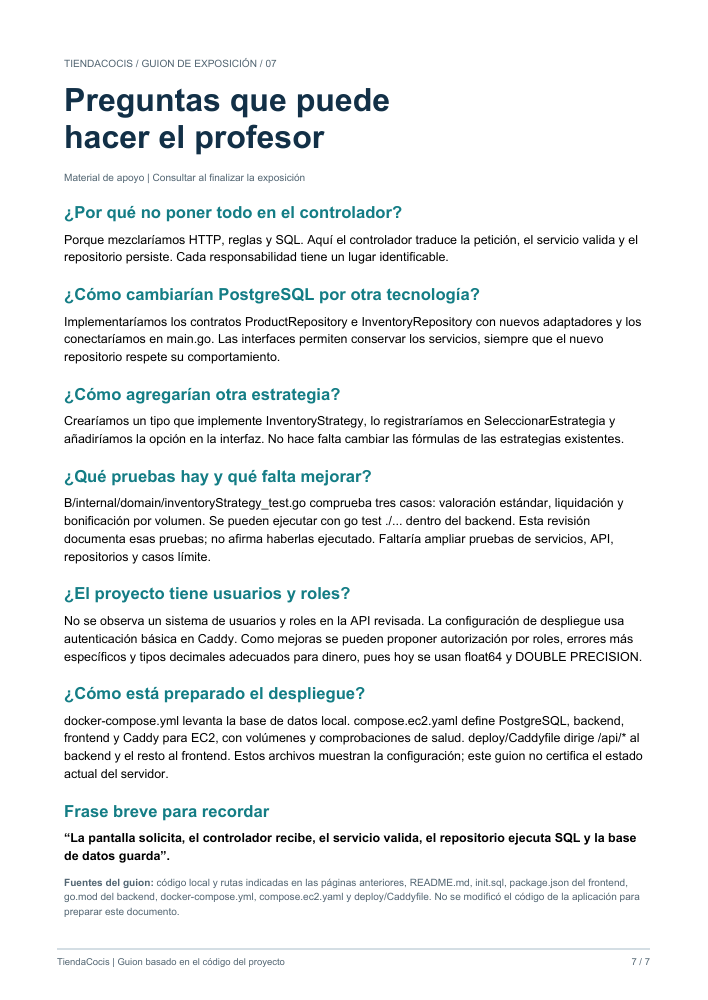 TIENDACOCIS / GUION DE EXPOSICIÓN / 07
Preguntas que puede
hacer el profesor
Material de apoyo | Consultar al finalizar la exposición
¿Por qué no poner todo en el controlador?
Porque mezclaríamos HTTP, reglas y SQL. Aquí el controlador traduce la petición, el servicio valida y el
repositorio persiste. Cada responsabilidad tiene un lugar identificable.
¿Cómo cambiarían PostgreSQL por otra tecnología?
Implementaríamos los contratos ProductRepository e InventoryRepository con nuevos adaptadores y los
conectaríamos en main.go. Las interfaces permiten conservar los servicios, siempre que el nuevo
repositorio respete su comportamiento.
¿Cómo agregarían otra estrategia?
Crearíamos un tipo que implemente InventoryStrategy, lo registraríamos en SeleccionarEstrategia y
añadiríamos la opción en la interfaz. No hace falta cambiar las fórmulas de las estrategias existentes.
¿Qué pruebas hay y qué falta mejorar?
B/internal/domain/inventoryStrategy_test.go comprueba tres casos: valoración estándar, liquidación y
bonificación por volumen. Se pueden ejecutar con go test ./... dentro del backend. Esta revisión
documenta esas pruebas; no afirma haberlas ejecutado. Faltaría ampliar pruebas de servicios, API,
repositorios y casos límite.
¿El proyecto tiene usuarios y roles?
No se observa un sistema de usuarios y roles en la API revisada. La configuración de despliegue usa
autenticación básica en Caddy. Como mejoras se pueden proponer autorización por roles, errores más
específicos y tipos decimales adecuados para dinero, pues hoy se usan float64 y DOUBLE PRECISION.
¿Cómo está preparado el despliegue?
docker-compose.yml levanta la base de datos local. compose.ec2.yaml define PostgreSQL, backend,
frontend y Caddy para EC2, con volúmenes y comprobaciones de salud. deploy/Caddyfile dirige /api/* al
backend y el resto al frontend. Estos archivos muestran la configuración; este guion no certifica el estado
actual del servidor.
Frase breve para recordar
“La pantalla solicita, el controlador recibe, el servicio valida, el repositorio ejecuta SQL y la base
de datos guarda”.
Fuentes del guion: código local y rutas indicadas en las páginas anteriores, README.md, init.sql, package.json del frontend,
go.mod del backend, docker-compose.yml, compose.ec2.yaml y deploy/Caddyfile. No se modificó el código de la aplicación para
preparar este documento.
TiendaCocis | Guion basado en el código del proyecto
7 / 7